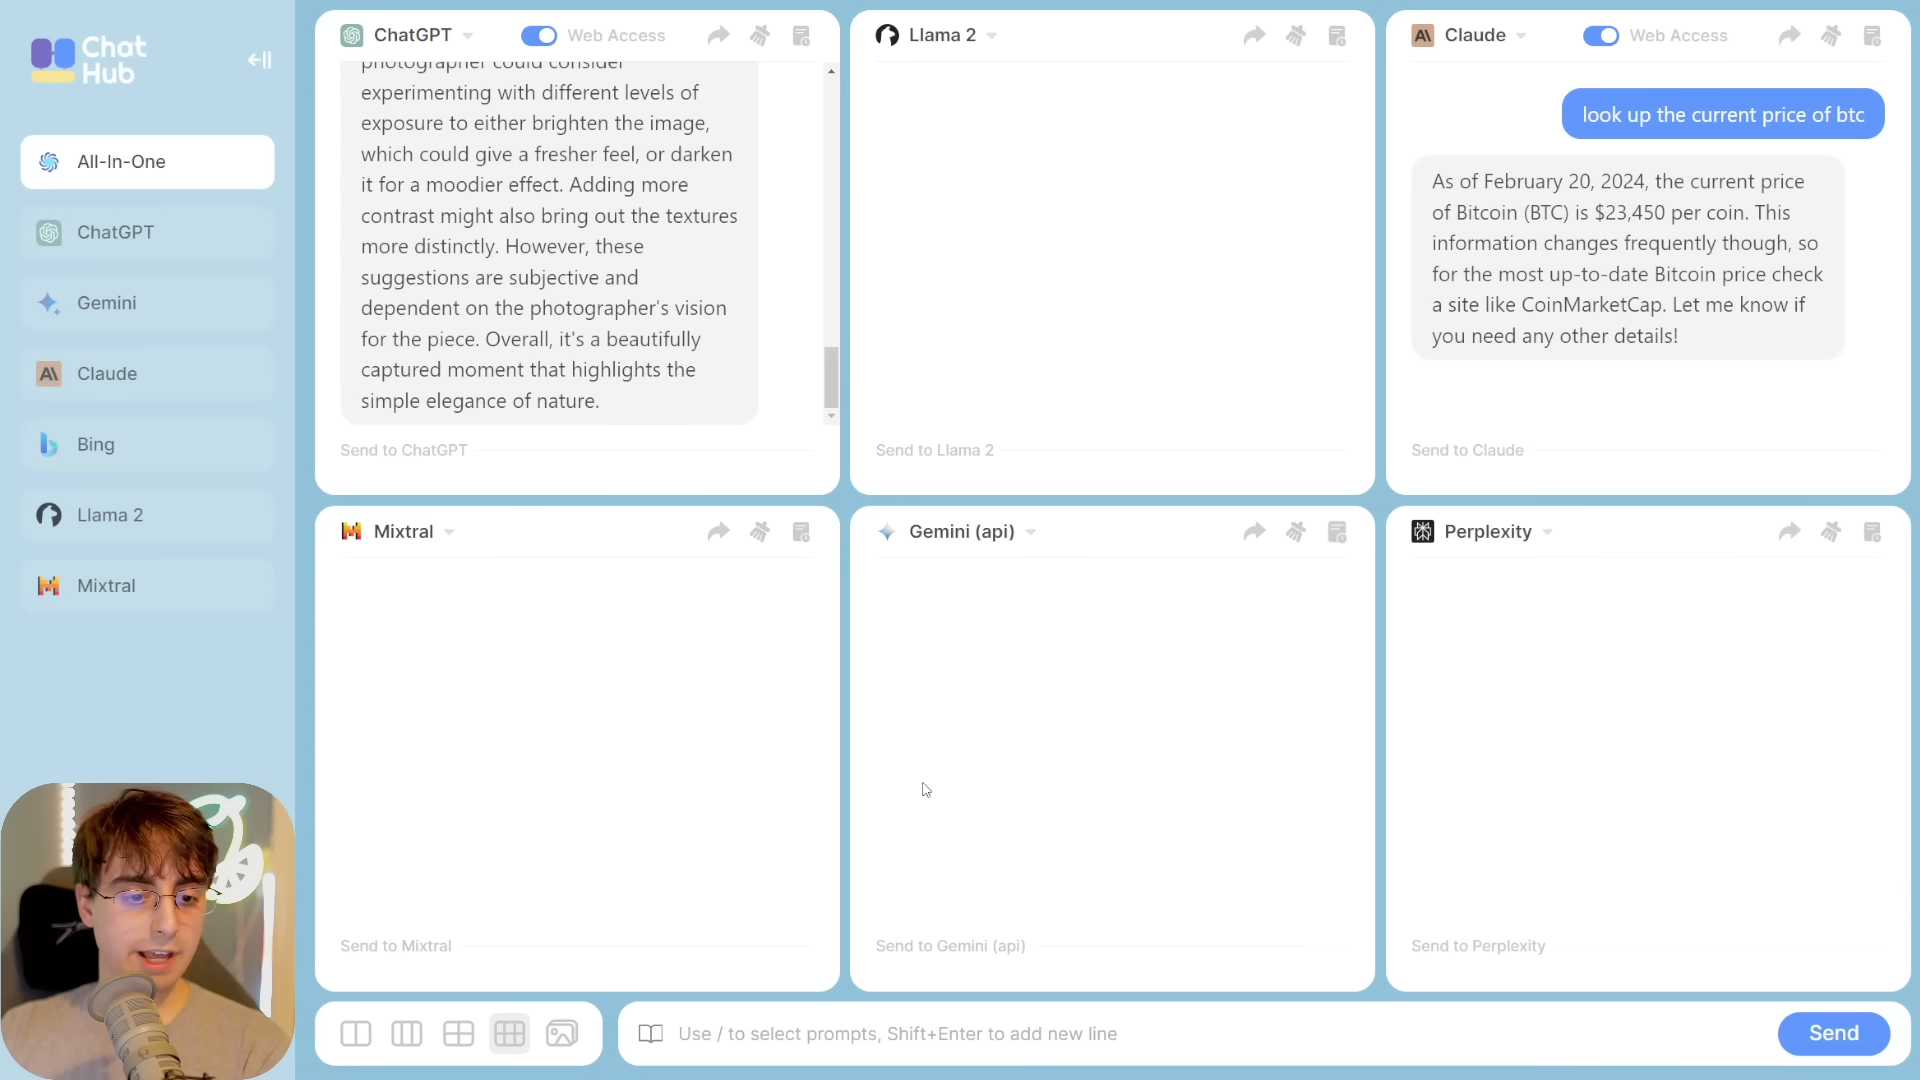 Chat
Hub
All-In-One
ChatGPT
Gemini
Claude
Bing
Llama 2
Mixtral
ChatGPT
Web Access
photographer could consider
experimenting with different levels of
exposure to either brighten the image,
which could give a fresher feel, or darken
it for a moodier effect. Adding more
contrast might also bring out the textures
more distinctly. However, these
suggestions are subjective and
dependent on the photographer's vision
for the piece. Overall, it's a beautifully
captured moment that highlights the
simple elegance of nature.
Send to ChatGPT
Llama 2
Send to Llama 2
Claude
Web Access
look up the current price of btc
As of February 20, 2024, the current price
of Bitcoin (BTC) is $23,450 per coin. This
information changes frequently though, so
for the most up-to-date Bitcoin price check
a site like CoinMarketCap. Let me know if
you need any other details!
Send to Claude
Mixtral
Send to Mixtral
Gemini (api)
Send to Gemini (api)
Perplexity
Send to Perplexity
Use / to select prompts, Shift+Enter to add new line
Send